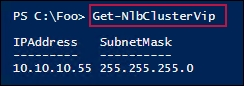 PS C:\Foo> Get-NlbClusterVip
IPAddress SubnetMask
--------- ----------
10.10.10.55 255.255.255.0